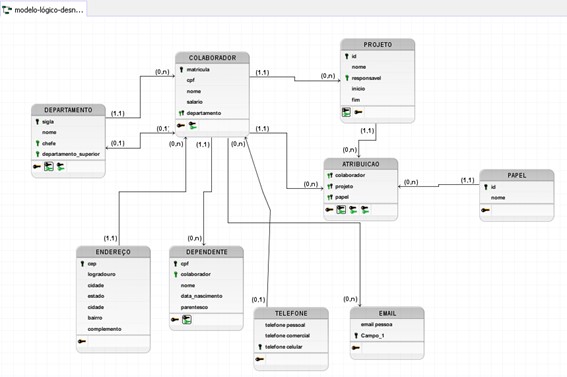 modelo-lógico-desn...
COLABORADOR
matricula
cpf
nome
salario
departamento
PROJETO
id
nome
responsavel
inicio
fim
DEPARTAMENTO
sigla
nome
chefe
departamento_superior
ATRIBUICAO
colaborador
projeto
papel
PAPEL
id
nome
ENDEREÇO
cep
logradouro
cidade
estado
cidade
bairro
complemento
DEPENDENTE
cpf
colaborador
nome
data_nascimento
parentesco
TELEFONE
telefone pesoal
telefone comercial
telefone celular
EMAIL
email pessoa
Campo_1
(0,n)
(1,1)
(1,1)
(0,n)
(0,1)
(0,1)
(0,n)
(1,1)
(0,n)
(1,1)
(1,1)
(0,n)
(0,n)
(0,n)
(1,1)
(1,1)
(0,n)
(0,1)
(0,n)